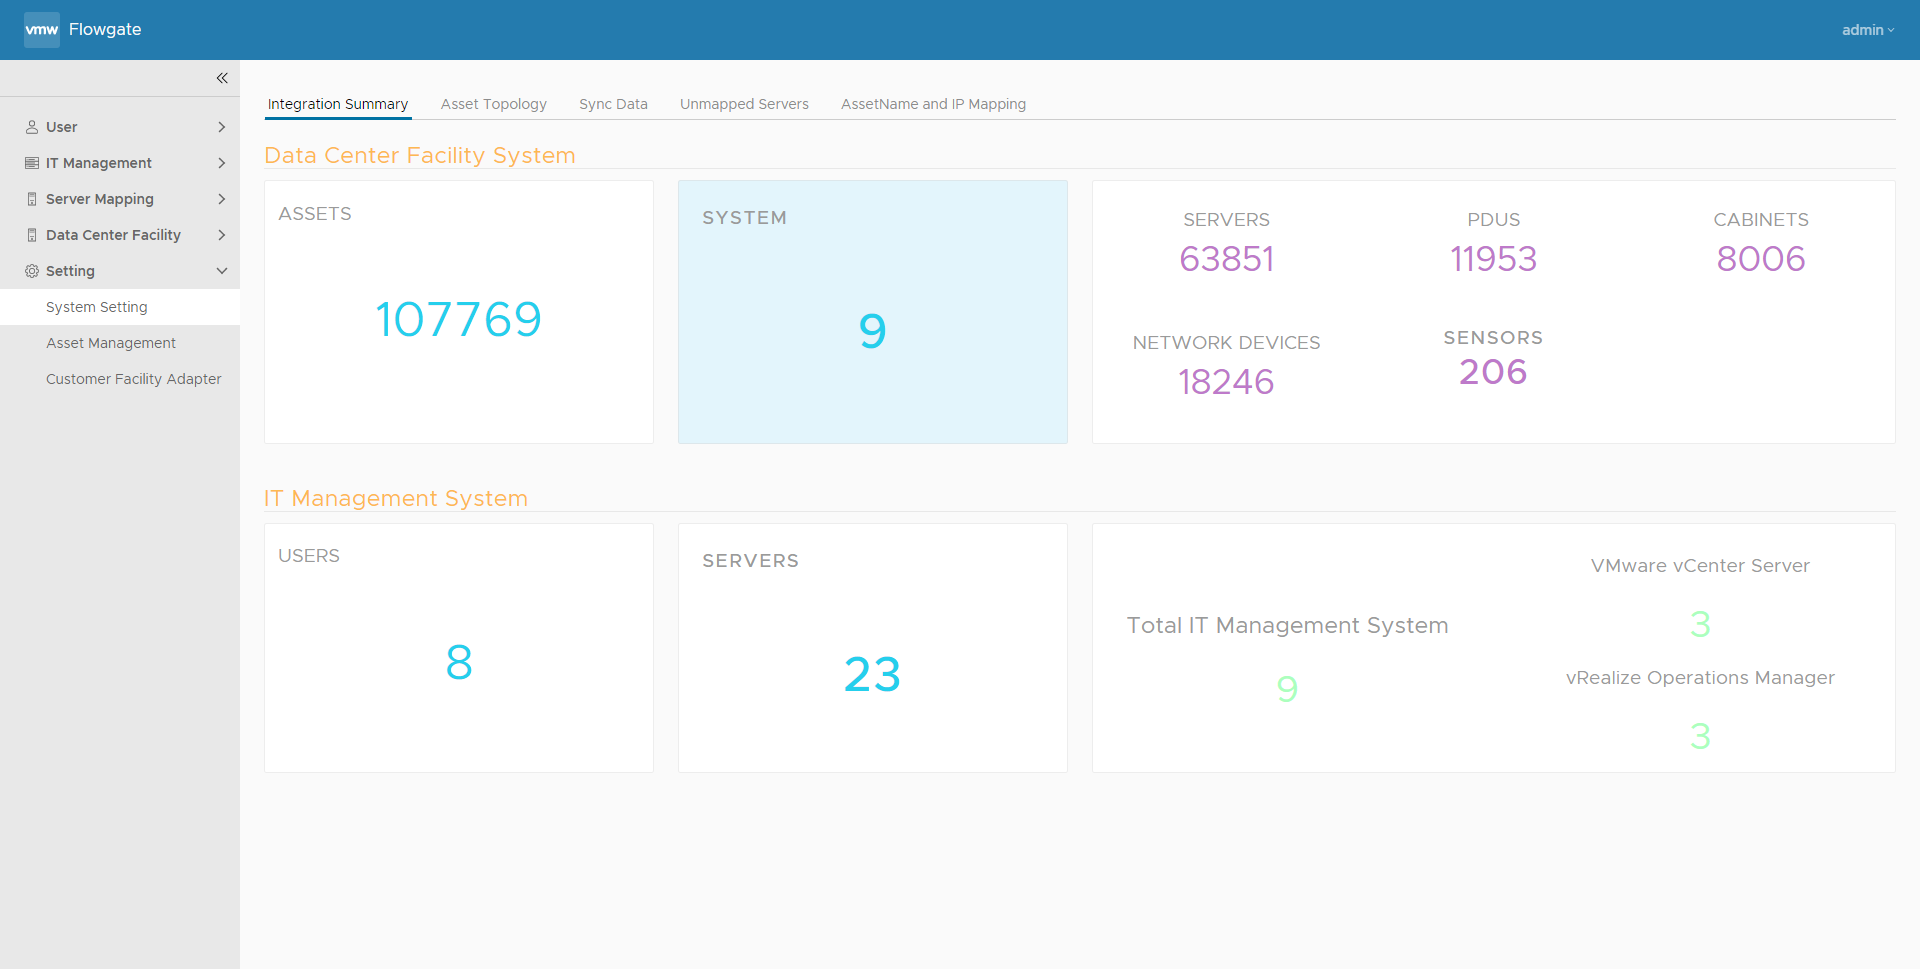 vmw Flowgate
admin
User
IT Management
Server Mapping
Data Center Facility
Setting
System Setting
Asset Management
Customer Facility Adapter
Integration Summary
Asset Topology
Sync Data
Unmapped Servers
AssetName and IP Mapping
Data Center Facility System
ASSETS
107769
SYSTEM
9
SERVERS
63851
PDUS
11953
CABINETS
8006
NETWORK DEVICES
18246
SENSORS
206
IT Management System
USERS
8
SERVERS
23
Total IT Management System
9
VMware vCenter Server
3
vRealize Operations Manager
3